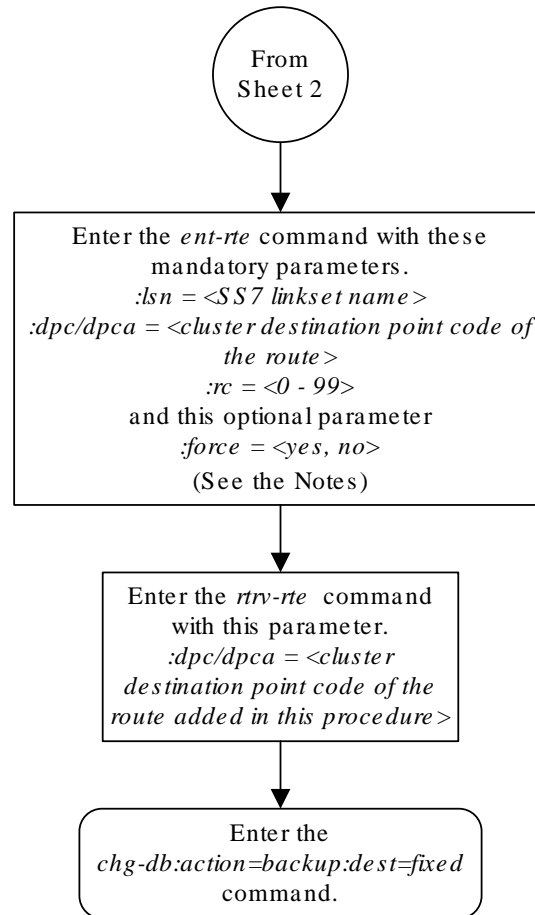 From
Sheet 2
Enter the ent-rte command with these
mandatory parameters.
:lsn = <SS7 linkset name>
:dpc/dpca = <cluster destination point code of
the route>
:rc = <0 - 99>
and this optional parameter
:force = <yes, no>
(See the Notes)
Enter the rtrv-rte command
with this parameter.
:dpc/dpca = <cluster
destination point code of the
route added in this procedure>
Enter the
chg-db:action=backup:dest=fixed
command.